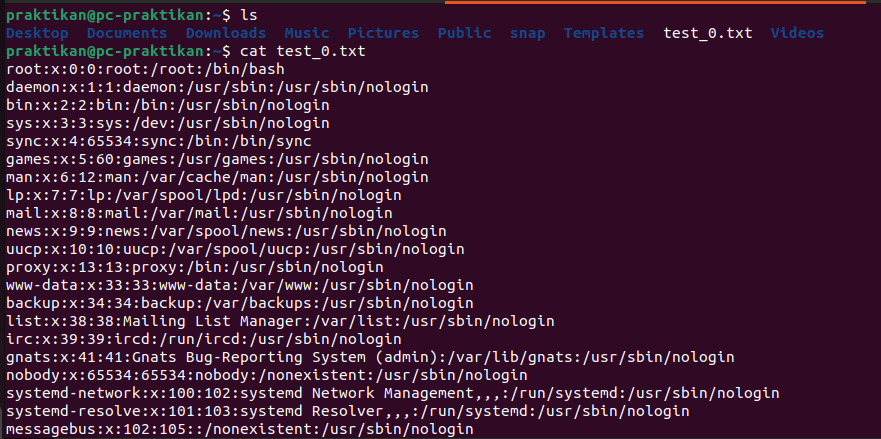 praktikan@pc-praktikan:~$ ls
Desktop Documents Downloads Music Pictures Public snap Templates test_0.txt Videos
praktikan@pc-praktikan:~$ cat test_0.txt
root:x:0:0:root:/root:/bin/bash
daemon:x:1:1:daemon:/usr/sbin:/usr/sbin/nologin
bin:x:2:2:bin:/bin:/usr/sbin/nologin
sys:x:3:3:sys:/dev:/usr/sbin/nologin
sync:x:4:65534:sync:/bin:/bin/sync
games:x:5:60:games:/usr/games:/usr/sbin/nologin
man:x:6:12:man:/var/cache/man:/usr/sbin/nologin
lp:x:7:7:lp:/var/spool/lpd:/usr/sbin/nologin
mail:x:8:8:mail:/var/mail:/usr/sbin/nologin
news:x:9:9:news:/var/spool/news:/usr/sbin/nologin
uucp:x:10:10:uucp:/var/spool/uucp:/usr/sbin/nologin
proxy:x:13:13:proxy:/bin:/usr/sbin/nologin
www-data:x:33:33:www-data:/var/www:/usr/sbin/nologin
backup:x:34:34:backup:/var/backups:/usr/sbin/nologin
list:x:38:38:Mailing List Manager:/var/list:/usr/sbin/nologin
irc:x:39:39:ircd:/run/ircd:/usr/sbin/nologin
gnats:x:41:41:Gnats Bug-Reporting System (admin):/var/lib/gnats:/usr/sbin/nologin
nobody:x:65534:65534:nobody:/nonexistent:/usr/sbin/nologin
systemd-network:x:100:102:systemd Network Management,,,:/run/systemd:/usr/sbin/nologin
systemd-resolve:x:101:103:systemd Resolver,,,:/run/systemd:/usr/sbin/nologin
messagebus:x:102:105::/nonexistent:/usr/sbin/nologin